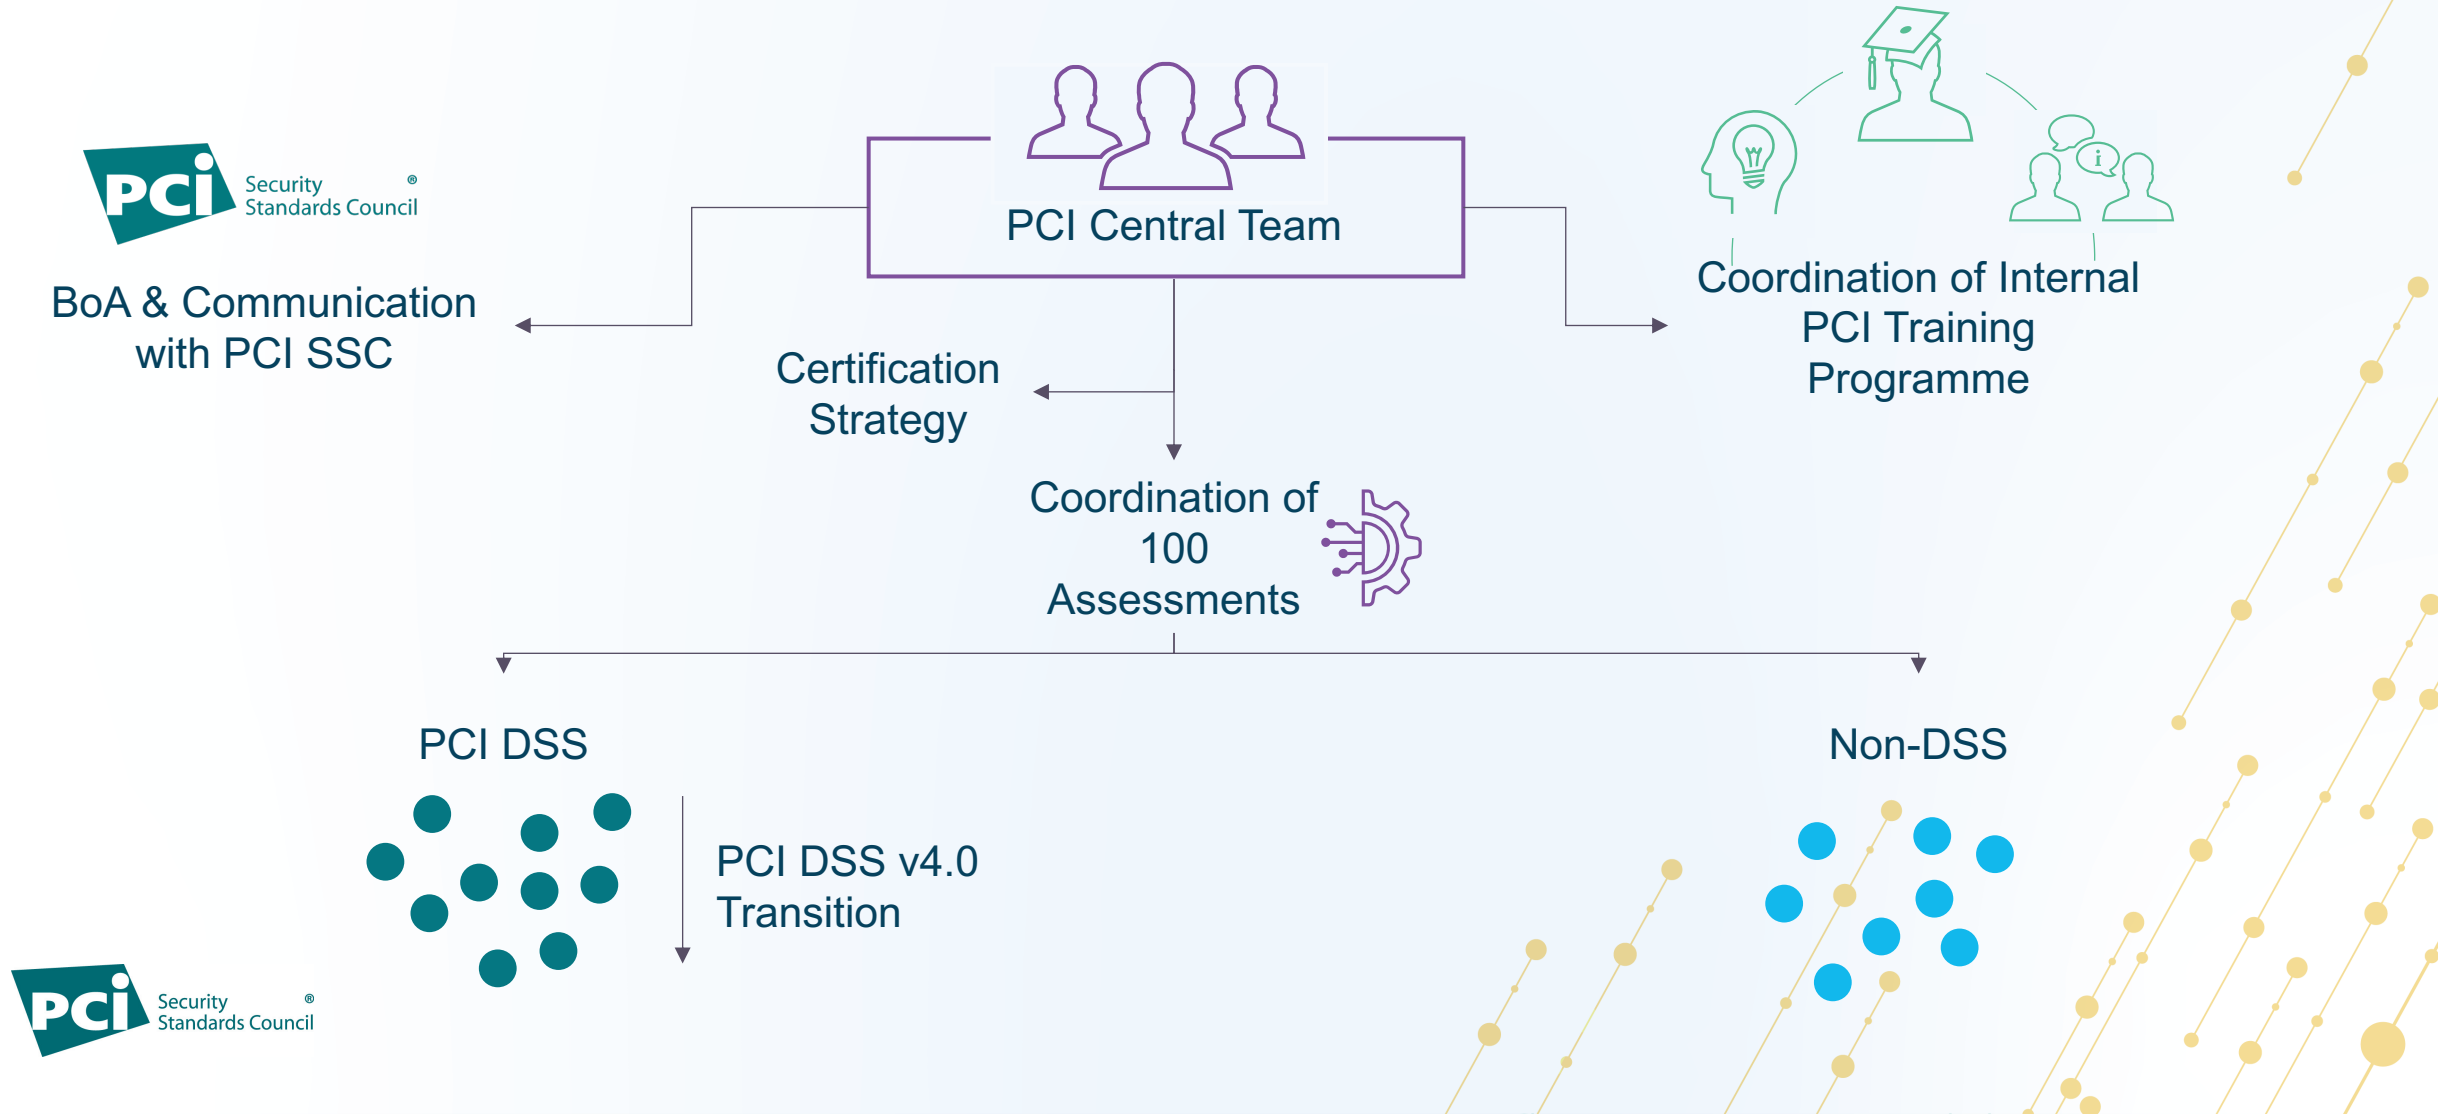 PCi Security ®
Standards Council
BoA & Communication
with PCI SSC
PCI Central Team
i
Coordination of Internal
PCI Training
Programme
Certification
Strategy
Coordination of
100
Assessments
PCI DSS
Non-DSS
PCI DSS v4.0
Transition
PCi Security ®
Standards Council